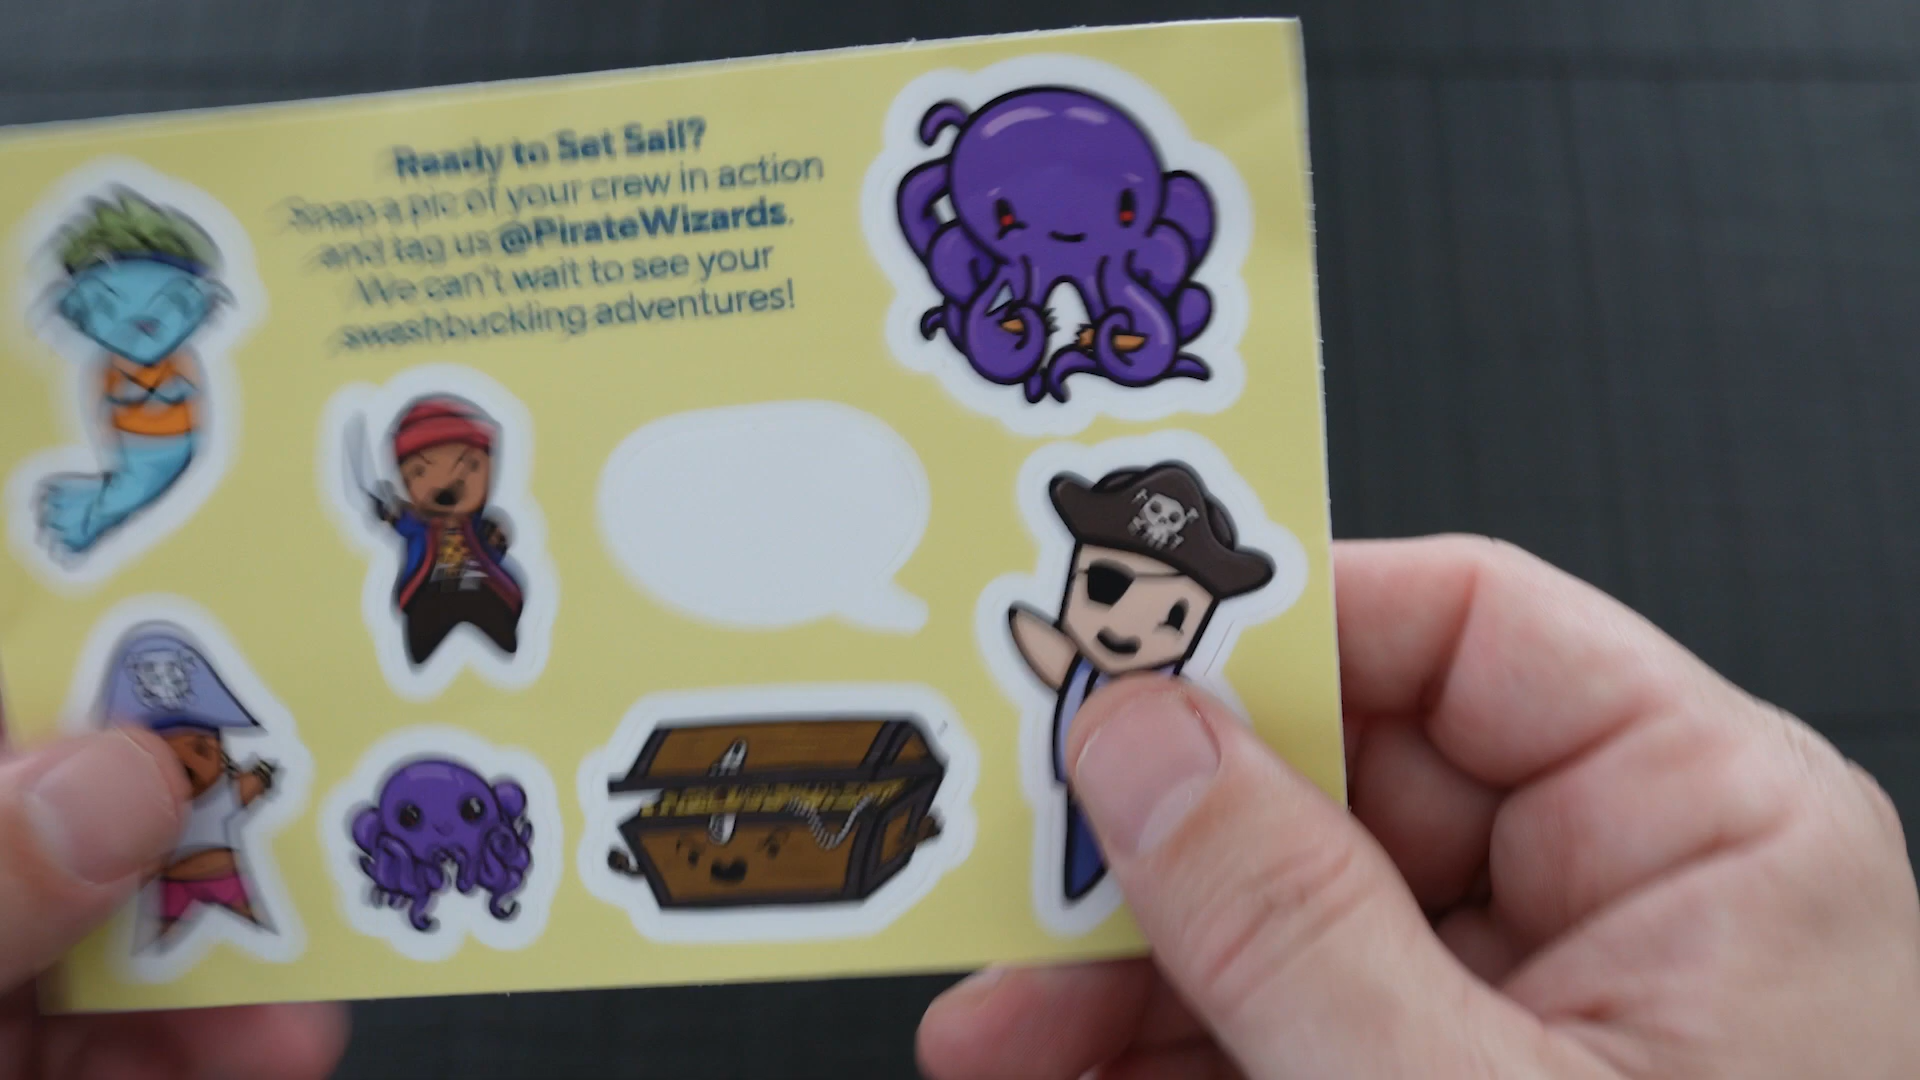 Ready to Set Sail?
Snap a pic of your crew in action
and tag us @PirateWizards.
We can't wait to see your
swashbuckling adventures!